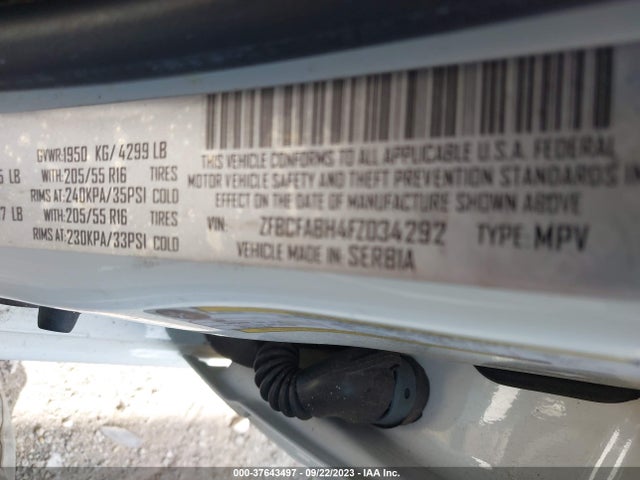 GVWR:1950 KG/ 4299 LB
LB WITH: 205/55 R16 TIRES
RIMS AT: 240KPA/35PSI COLD
LB WITH: 205/55 R16 TIRES
RIMS AT: 230KPA/33PSI COLD
THIS VEHICLE CONFORMS TO ALL APPLICABLE U.S.A. FEDERAL
MOTOR VEHICLE SAFETY AND THEFT PREVENTION STANDARDS IN
EFFECT ON THE DATE OF MANUFACTURE SHOWN ABOVE
VIN: ZFBCFABH4FZ034292 TYPE: MPV
VEHICLE MADE IN SERBIA
000-37643497 - 09/22/2023 - IAA Inc.